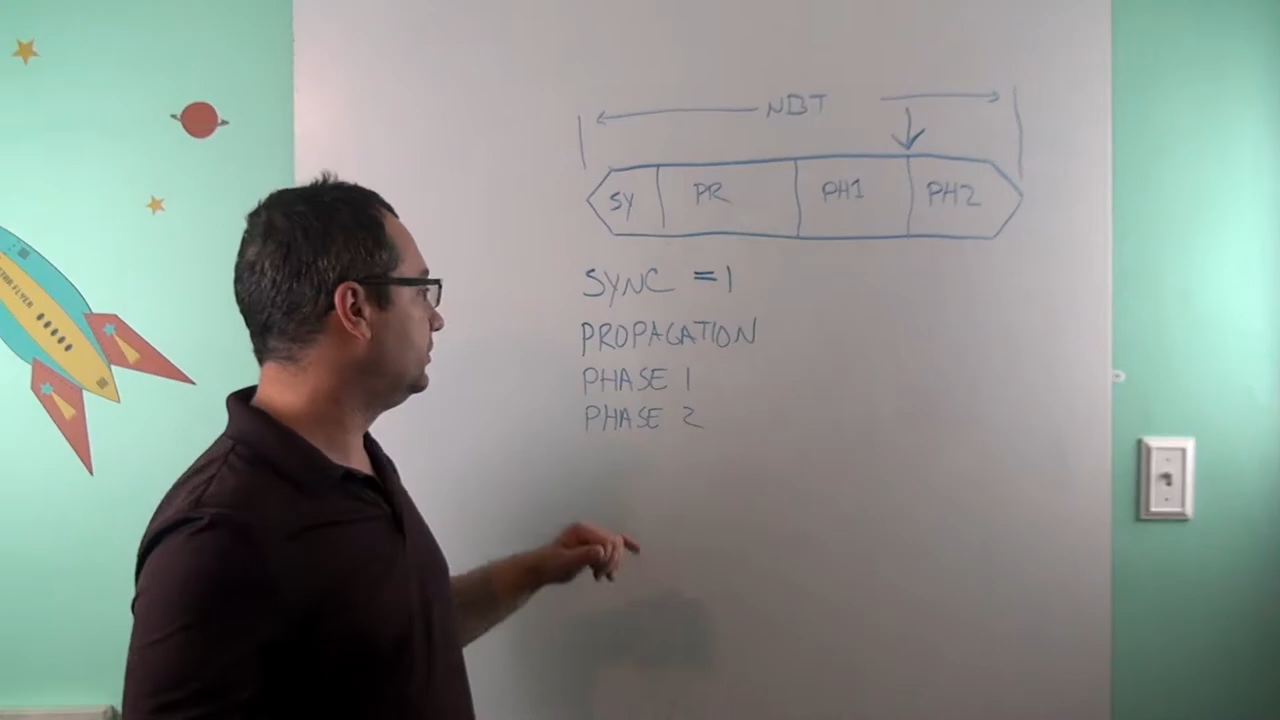 NBT
SY PR PH1 PH2
SYNC = 1
PROPAGATION
PHASE 1
PHASE 2